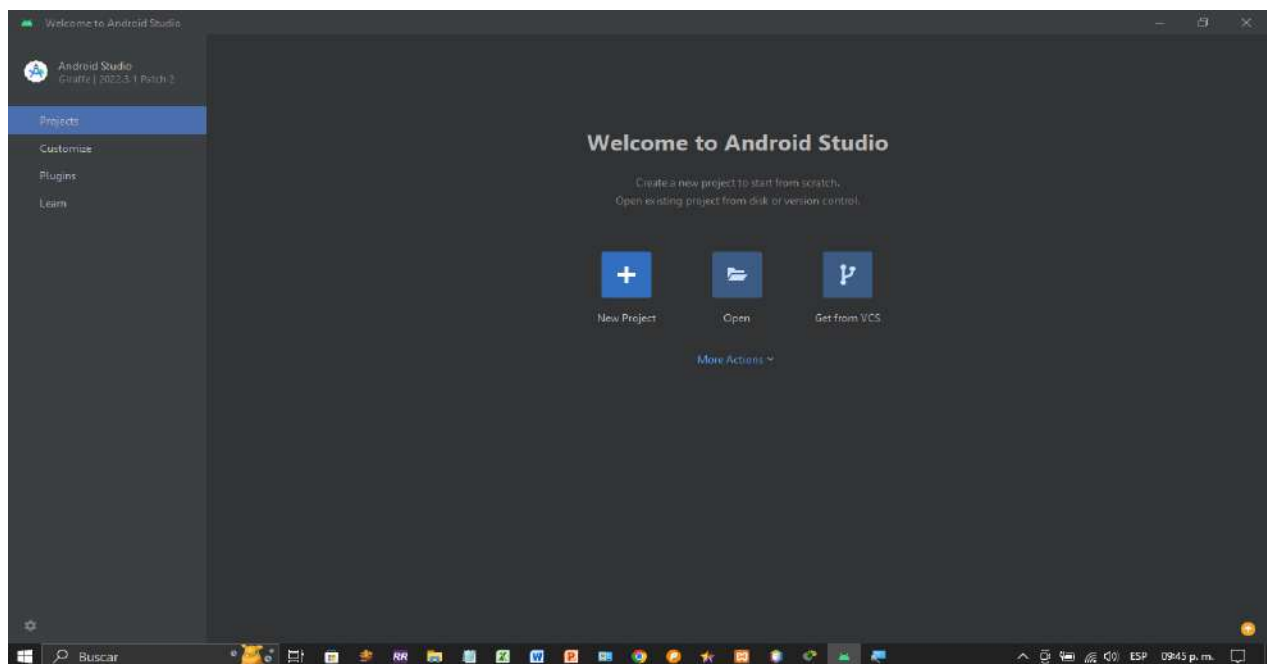 Welcome to Android Studio
Android Studio
Giraffe | 2022.3.1 Patch 2
Projects
Customize
Plugins
Learn
Welcome to Android Studio
Create a new project to start from scratch.
Open existing project from disk or version control.
New Project
Open
Get from VCS
More Actions
Buscar
RR
ESP
09:45 p. m.